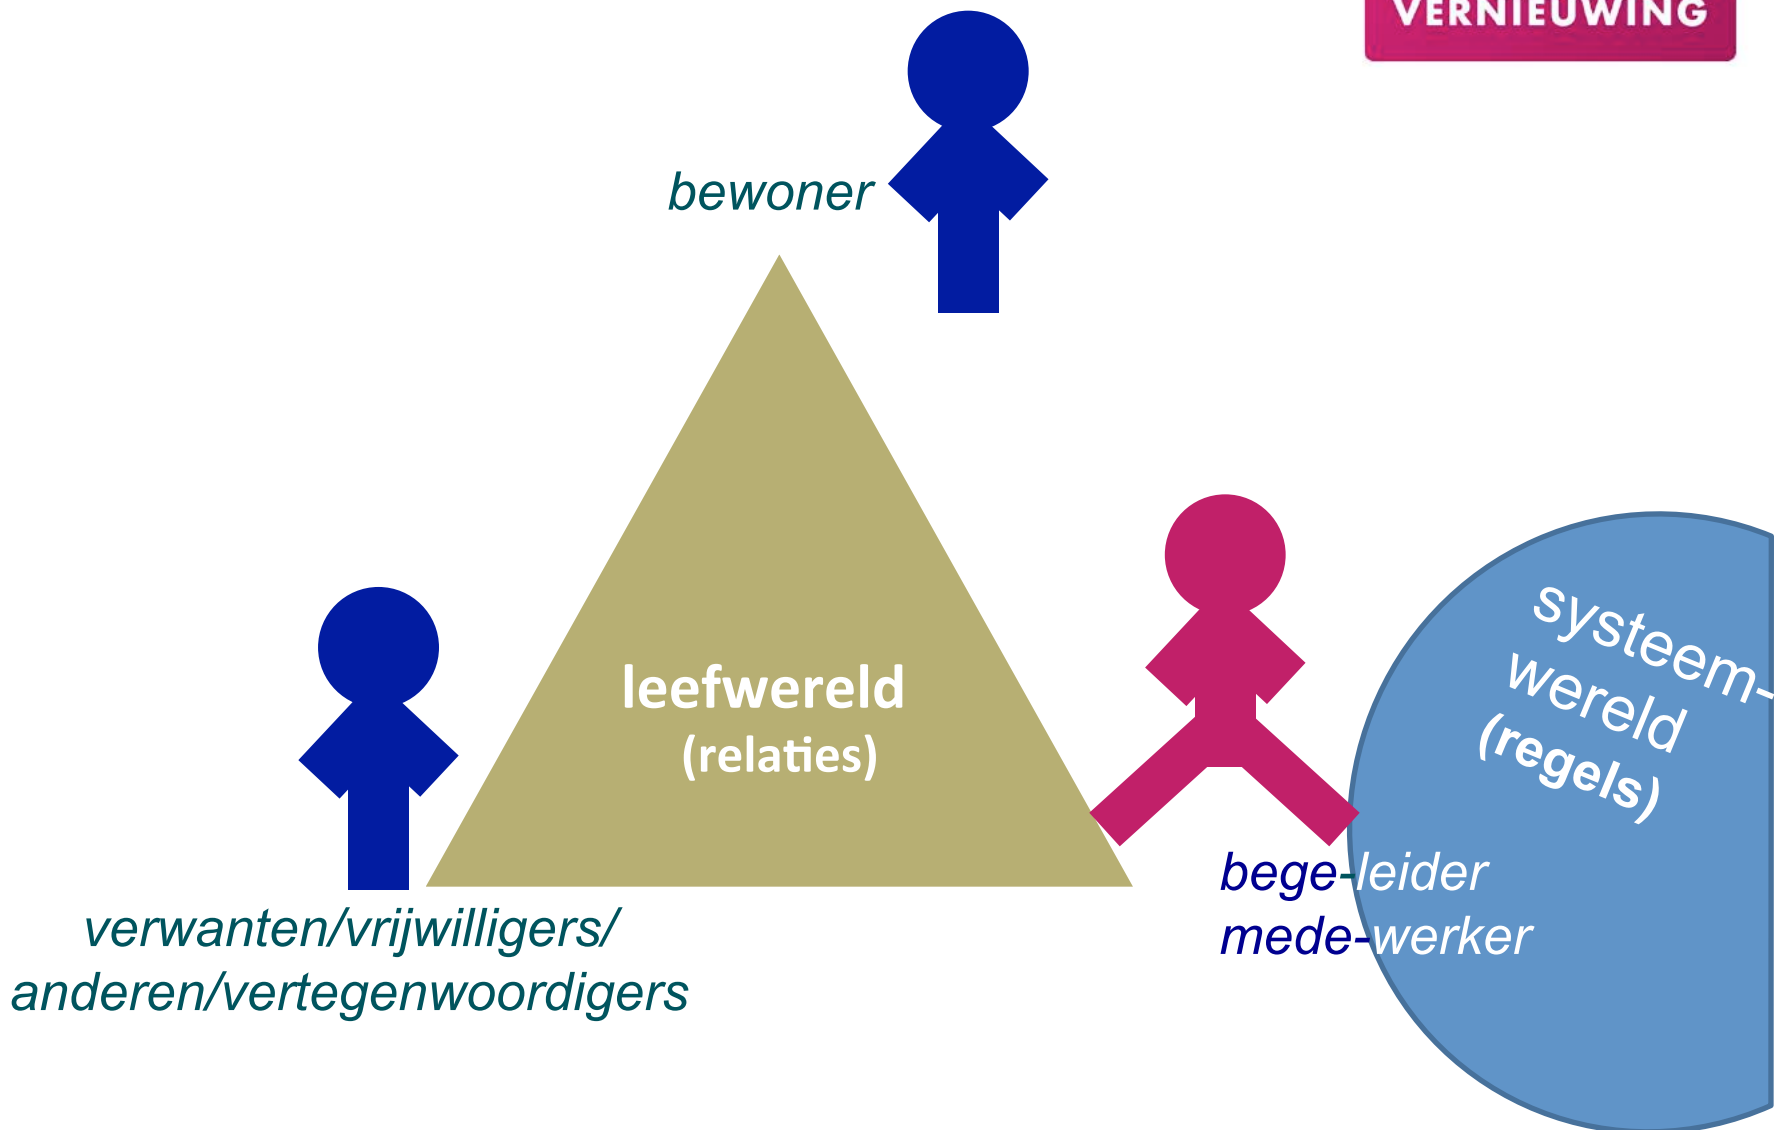 VERNIEUWING
bewoner
leefwereld
(relaties)
systeem-
wereld
(regels)
bege-leider
mede-werker
verwanten/vrijwilligers/
anderen/vertegenwoordigers